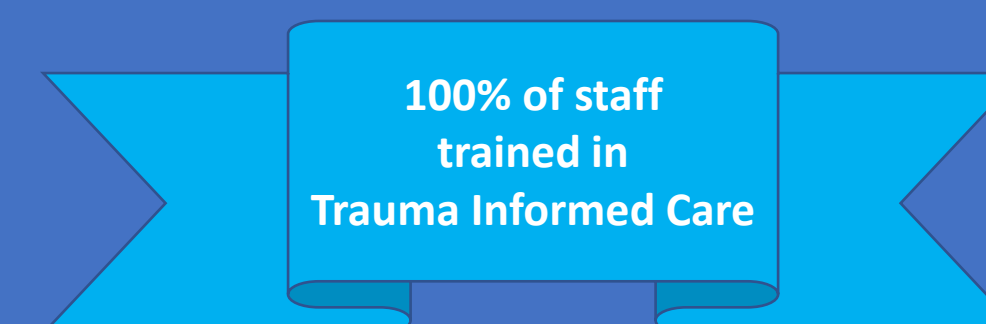 100% of staff
trained in
Trauma Informed Care